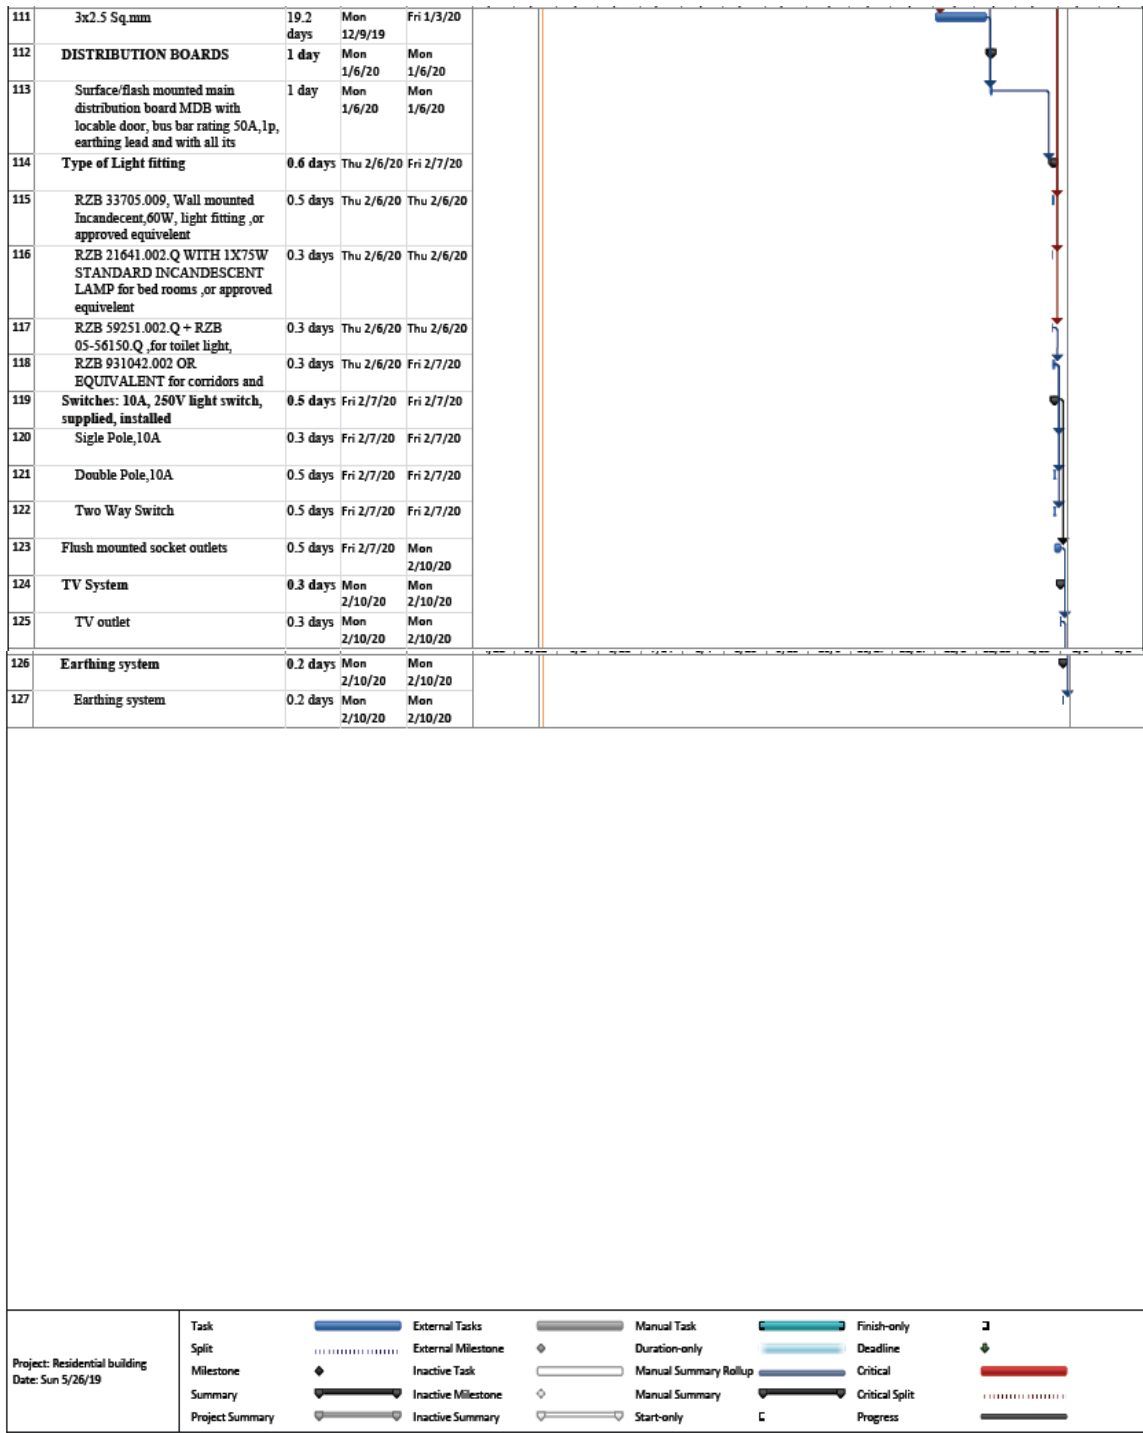 111 3x2.5 Sq.mm 19.2 Mon Fri 1/3/20
days 12/9/19
112 DISTRIBUTION BOARDS 1 day Mon Mon
1/6/20 1/6/20
113 Surface/flash mounted main 1 day Mon Mon
distribution board MDB with 1/6/20 1/6/20
locable door, bus bar rating 50A,1p,
earthing lead and with all its
114 Type of Light fitting 0.6 days Thu 2/6/20 Fri 2/7/20
115 RZB 33705.009, Wall mounted 0.5 days Thu 2/6/20 Thu 2/6/20
Incandecent,60W, light fitting ,or
approved equivelent
116 RZB 21641.002.Q WITH 1X75W 0.3 days Thu 2/6/20 Thu 2/6/20
STANDARD INCANDESCENT
LAMP for bed rooms ,or approved
equivelent
117 RZB 59251.002.Q + RZB 0.3 days Thu 2/6/20 Thu 2/6/20
05-56150.Q ,for toilet light,
118 RZB 931042.002 OR 0.3 days Thu 2/6/20 Fri 2/7/20
EQUIVALENT for corridors and
119 Switches: 10A, 250V light switch, 0.5 days Fri 2/7/20 Fri 2/7/20
supplied, installed
120 Sigle Pole,10A 0.3 days Fri 2/7/20 Fri 2/7/20
121 Double Pole,10A 0.5 days Fri 2/7/20 Fri 2/7/20
122 Two Way Switch 0.5 days Fri 2/7/20 Fri 2/7/20
123 Flush mounted socket outlets 0.5 days Fri 2/7/20 Mon
2/10/20
124 TV System 0.3 days Mon Mon
2/10/20 2/10/20
125 TV outlet 0.3 days Mon Mon
2/10/20 2/10/20
126 Earthing system 0.2 days Mon Mon
2/10/20 2/10/20
127 Earthing system 0.2 days Mon Mon
2/10/20 2/10/20
Project: Residential building
Date: Sun 5/26/19
Task External Tasks Manual Task Finish-only
Split External Milestone Duration-only Deadline
Milestone Inactive Task Manual Summary Rollup Critical
Summary Inactive Milestone Manual Summary Critical Split
Project Summary Inactive Summary Start-only Progress